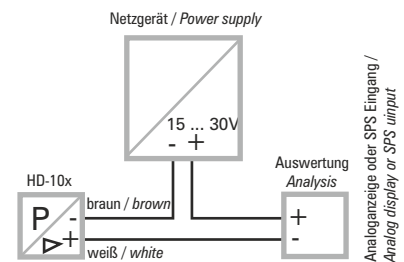 Netzgerät / Power supply
15 ... 30V
- +
HD-10x
P -
+
braun / brown
weiß / white
Auswertung
Analysis
+
-
Analoganzeige oder SPS Eingang /
Analog display or SPS uinput